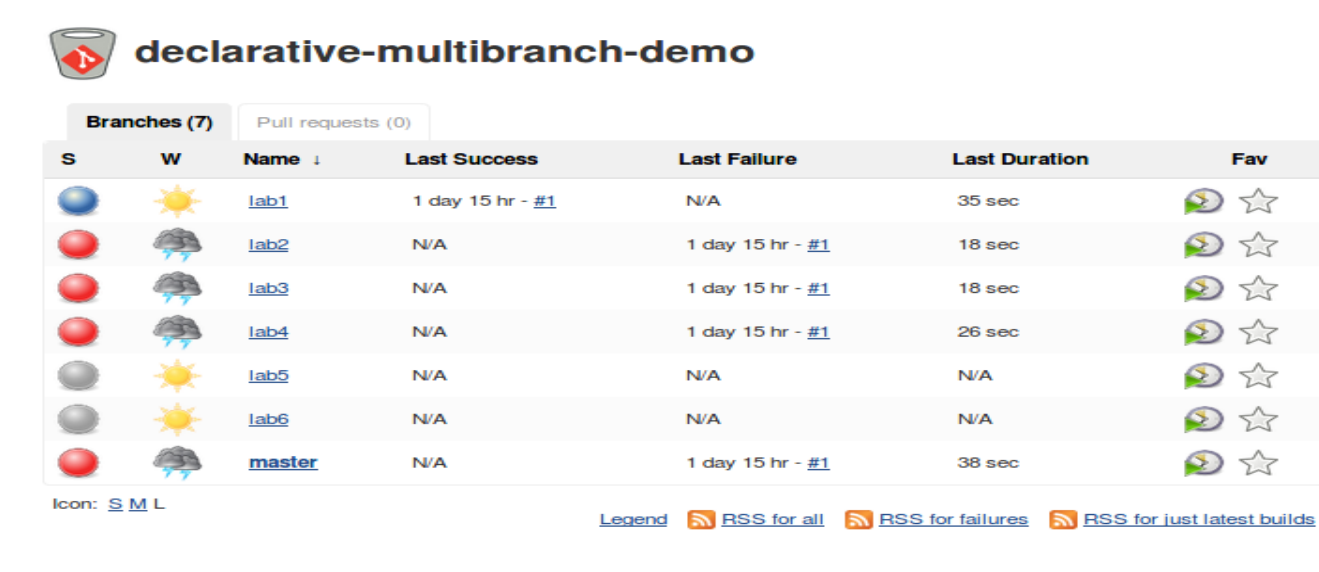 declarative-multibranch-demo
Branches (7) Pull requests (0)
S W Name ↓ Last Success Last Failure Last Duration Fav
lab1 1 day 15 hr - #1 N/A 35 sec
lab2 N/A 1 day 15 hr - #1 18 sec
lab3 N/A 1 day 15 hr - #1 18 sec
lab4 N/A 1 day 15 hr - #1 26 sec
lab5 N/A N/A N/A
lab6 N/A N/A N/A
master N/A 1 day 15 hr - #1 38 sec
Icon: S M L
Legend RSS for all RSS for failures RSS for just latest builds